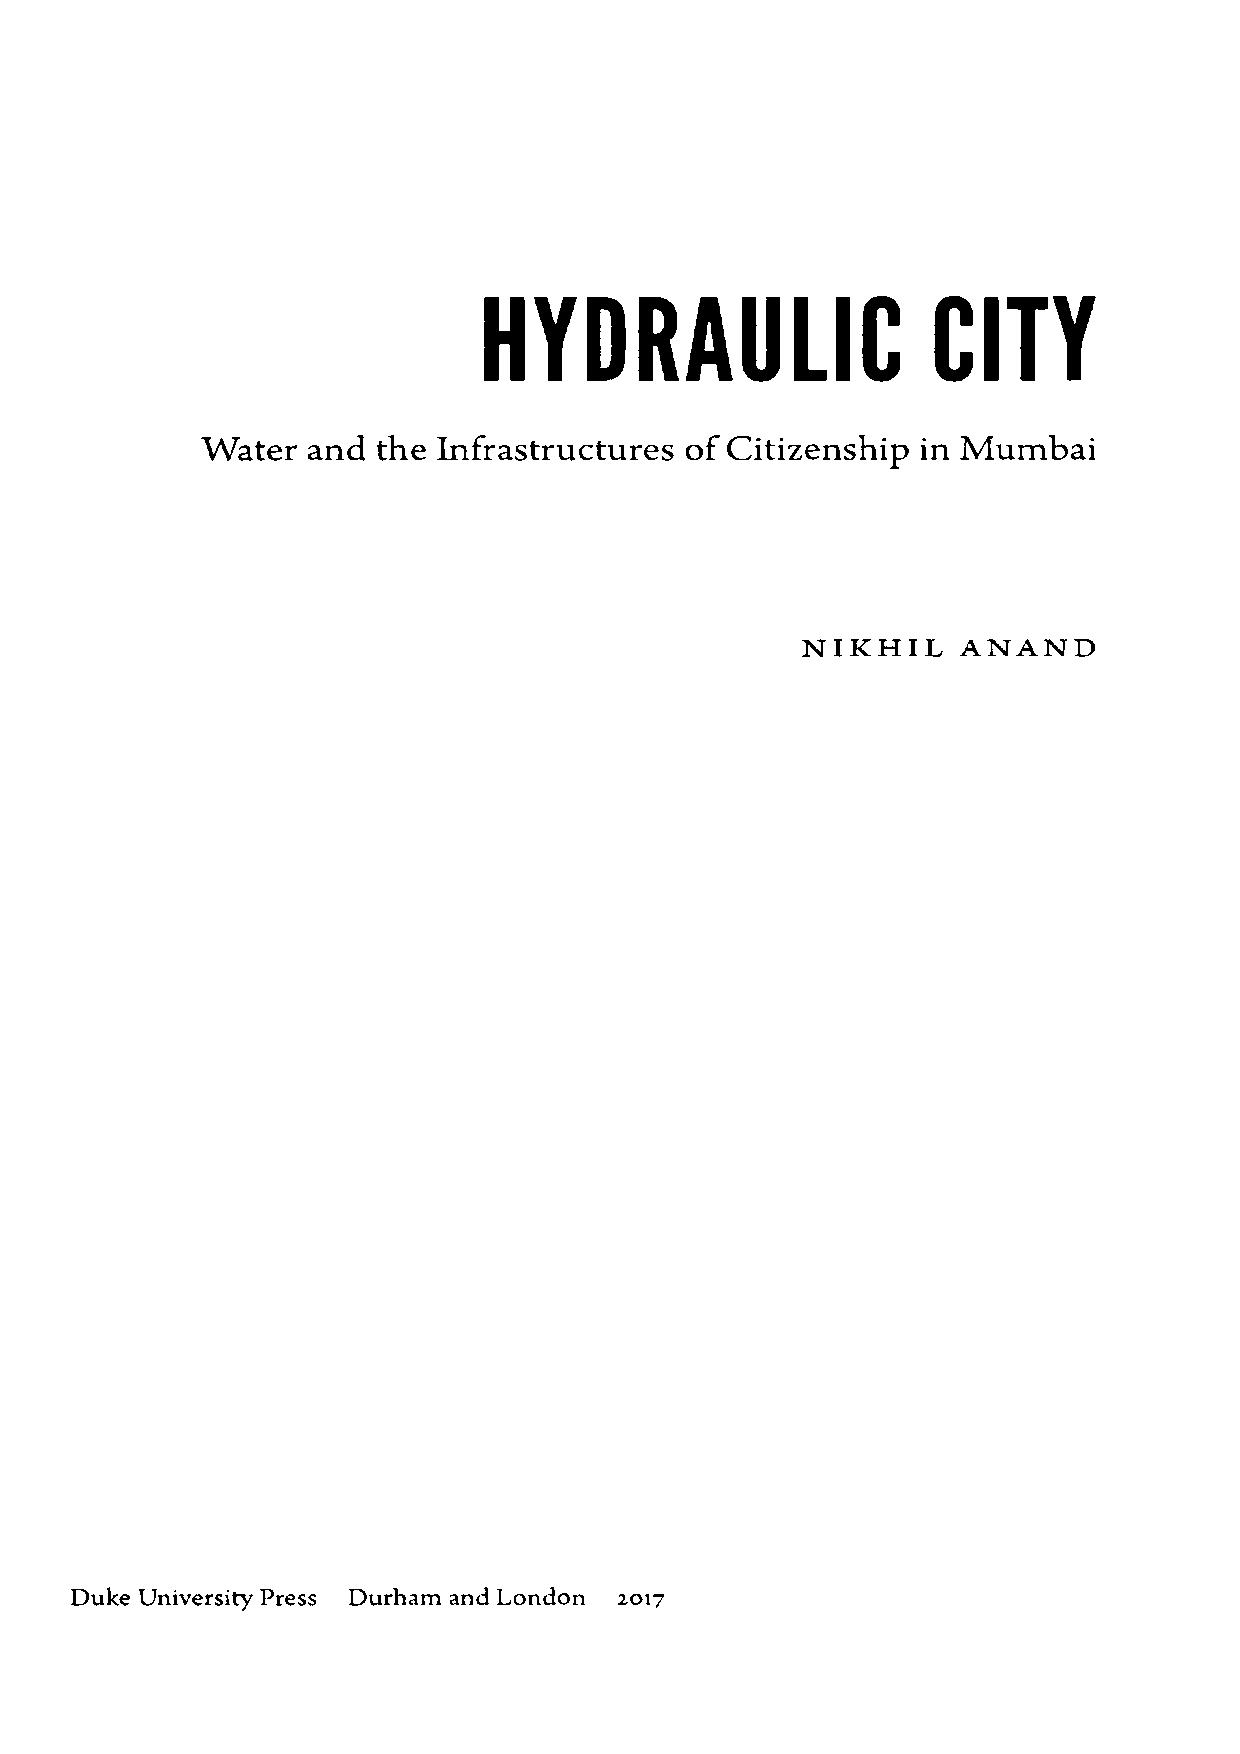 HYDRAULIC CITY
Water and the Infrastructures of Citizenship in Mumbai
NIKHIL ANAND
Duke University Press Durham and London 2017